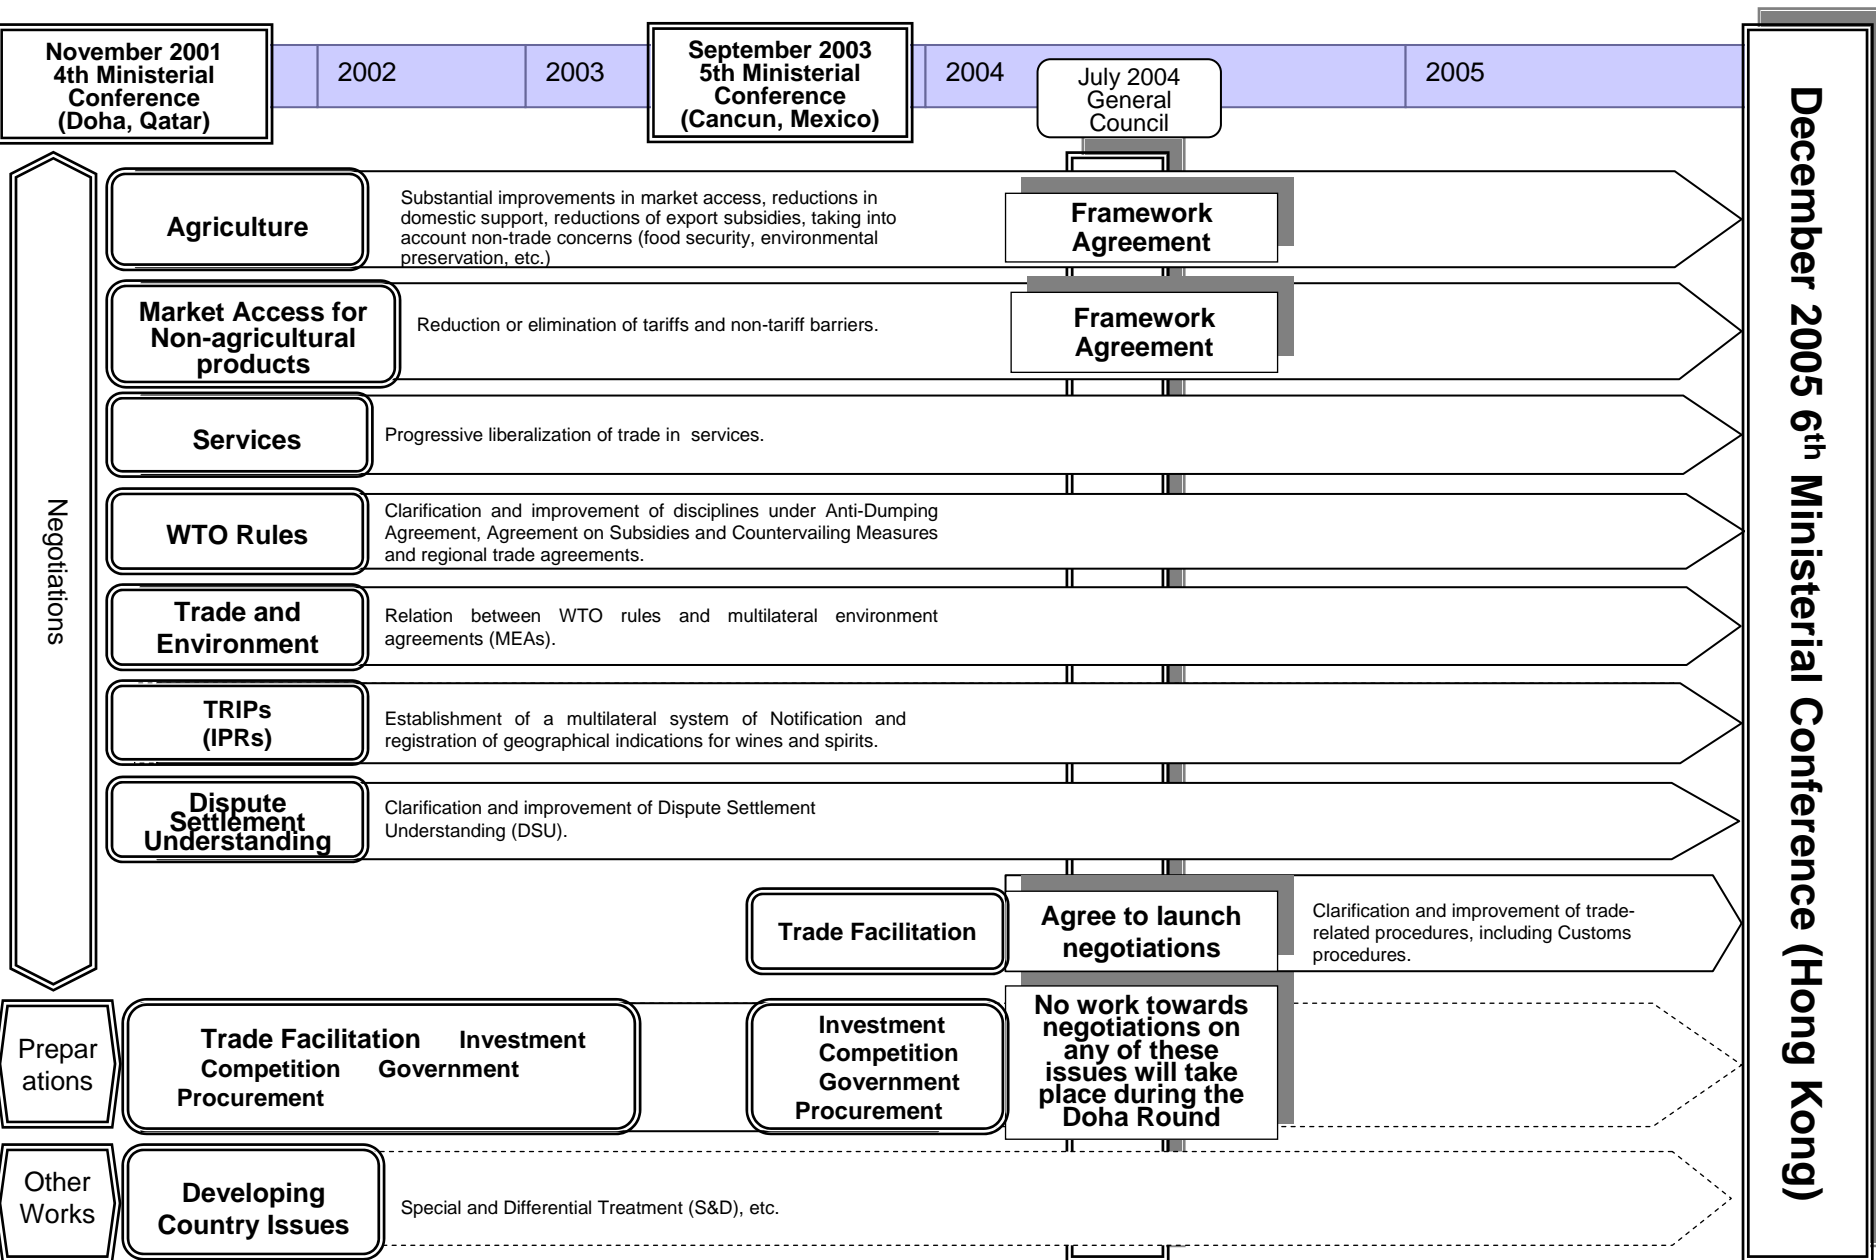 November 2001
4th Ministerial
Conference
(Doha, Qatar)
2002
2003
September 2003
5th Ministerial
Conference
(Cancun, Mexico)
2004
July 2004
General
Council
2005
December 2005 6th Ministerial Conference (Hong Kong)
Negotiations
Agriculture
Substantial improvements in market access, reductions in
domestic support, reductions of export subsidies, taking into
account non-trade concerns (food security, environmental
preservation, etc.)
Framework
Agreement
Market Access for
Non-agricultural
products
Reduction or elimination of tariffs and non-tariff barriers.
Framework
Agreement
Services
Progressive liberalization of trade in services.
WTO Rules
Clarification and improvement of disciplines under Anti-Dumping
Agreement, Agreement on Subsidies and Countervailing Measures
and regional trade agreements.
Trade and
Environment
Relation between WTO rules and multilateral environment
agreements (MEAs).
TRIPs
(IPRs)
Establishment of a multilateral system of Notification and
registration of geographical indications for wines and spirits.
Dispute
Settlement
Understanding
Clarification and improvement of Dispute Settlement
Understanding (DSU).
Trade Facilitation
Agree to launch
negotiations
Clarification and improvement of trade-
related procedures, including Customs
procedures.
Prepar
ations
Trade Facilitation Investment
Competition Government
Procurement
Investment
Competition
Government
Procurement
No work towards
negotiations on
any of these
issues will take
place during the
Doha Round
Other
Works
Developing
Country Issues
Special and Differential Treatment (S&D), etc.